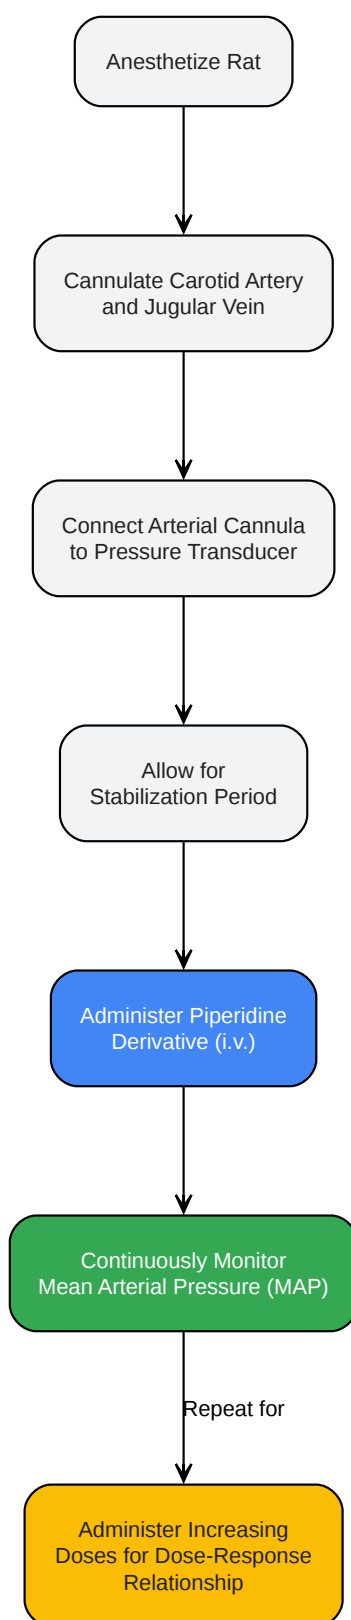 Anesthetize Rat
Cannulate Carotid Artery
and Jugular Vein
Connect Arterial Cannula
to Pressure Transducer
Allow for
Stabilization Period
Administer Piperidine
Derivative (i.v.)
Continuously Monitor
Mean Arterial Pressure (MAP)
Repeat for
Administer Increasing
Doses for Dose-Response
Relationship